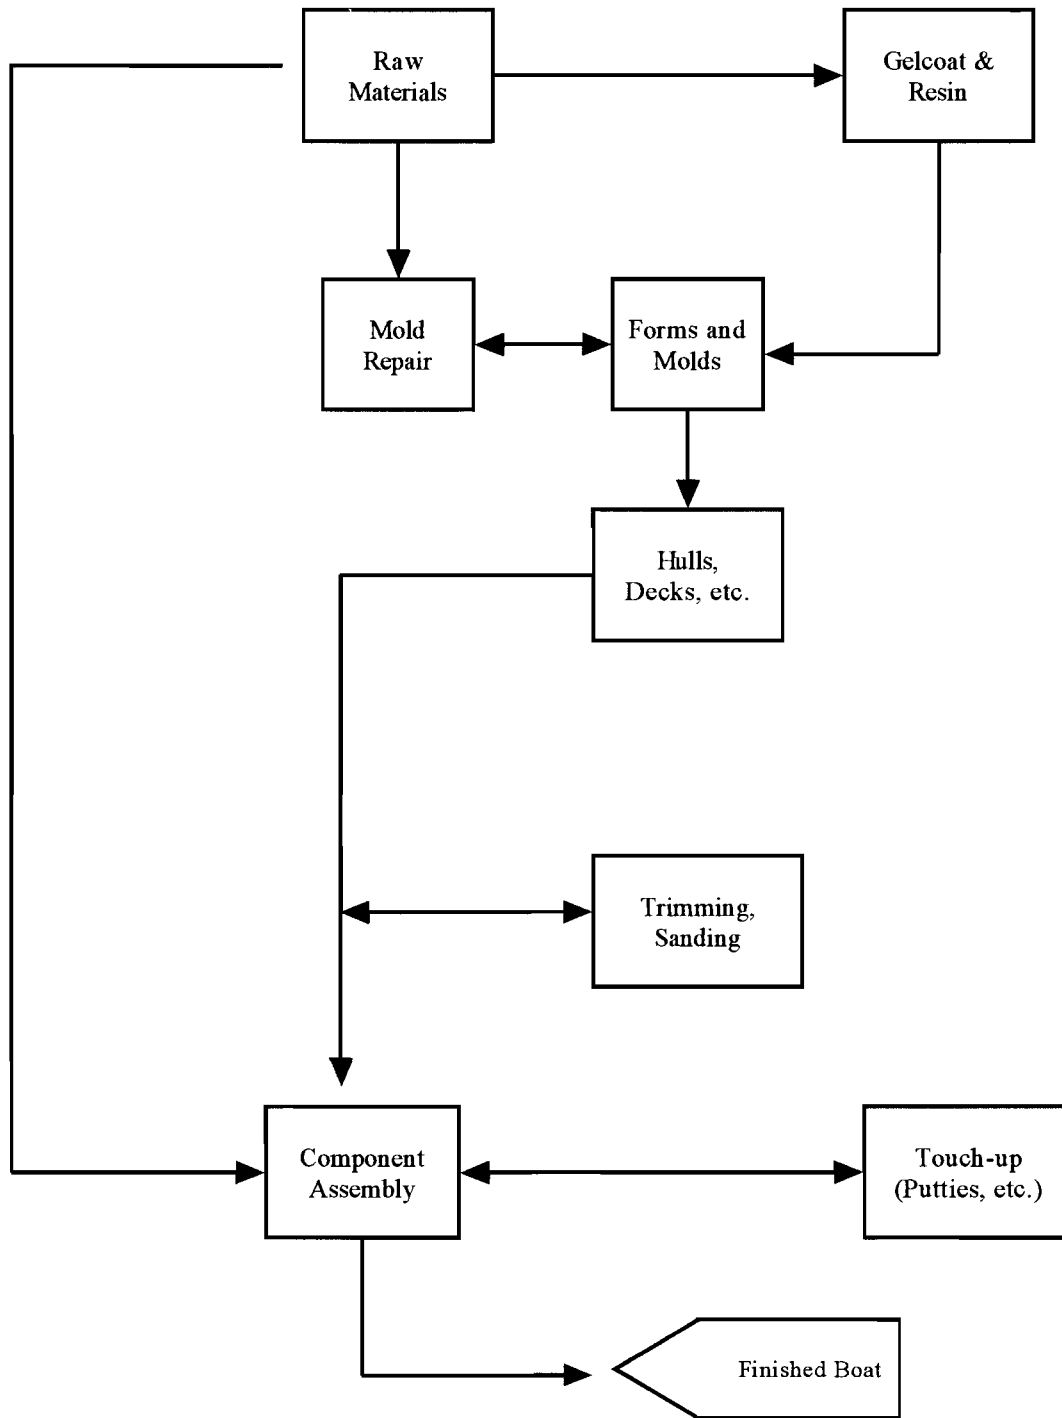 Raw
Materials
Gelcoat &
Resin
Mold
Repair
Forms and
Molds
Hulls,
Decks, etc.
Trimming,
Sanding
Component
Assembly
Touch-up
(Putties, etc.)
Finished Boat